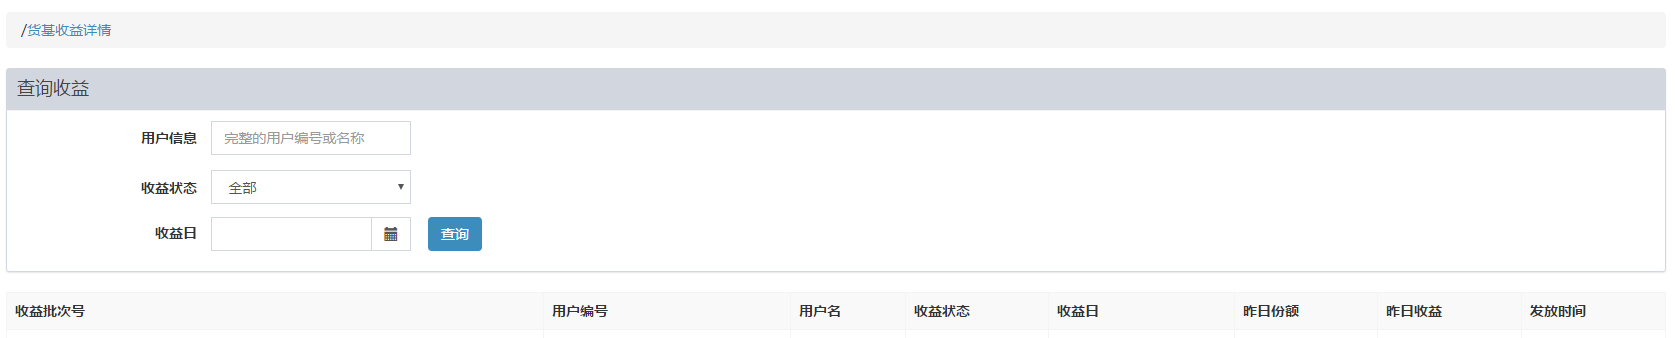 /货基收益详情
查询收益
用户信息 完整的用户编号或名称
收益状态 全部
收益日 查询
收益批次号 用户编号 用户名 收益状态 收益日 昨日份额 昨日收益 发放时间